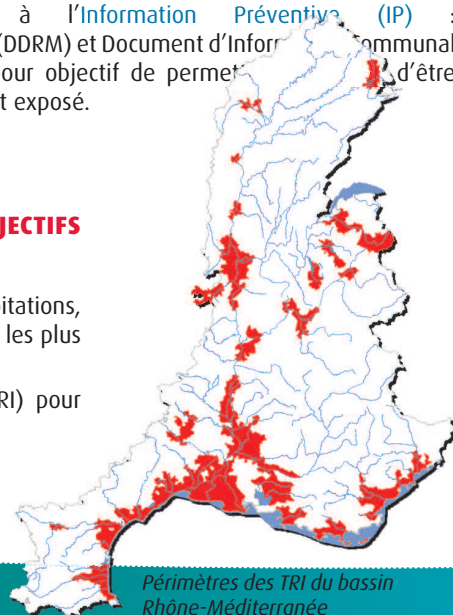 à l'Information Préventive (IP) :
(DDRM) et Document d'Infor Communal
our objectif de permet d'être
t exposé.
JECTIFS
itations,
les plus
RI) pour
Périmètres des TRI du bassin
Rhône-Méditerranée